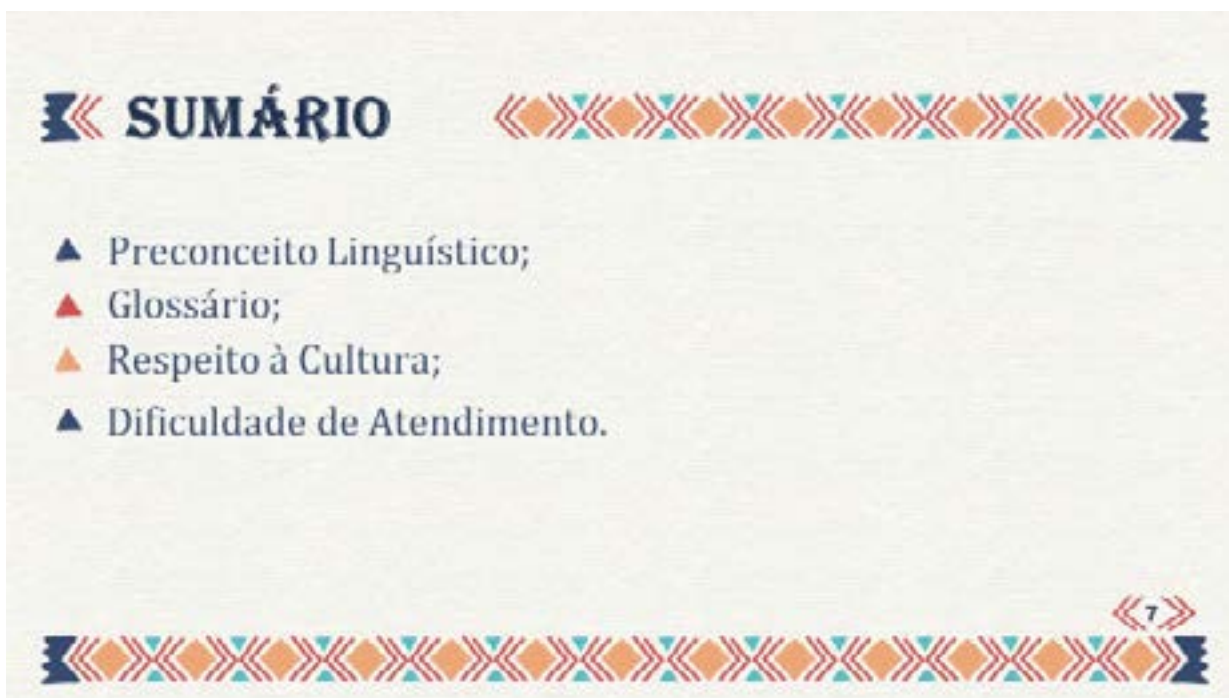 SUMÁRIO
Preconceito Linguístico;
Glossário;
Respeito à Cultura;
Dificuldade de Atendimento.
7